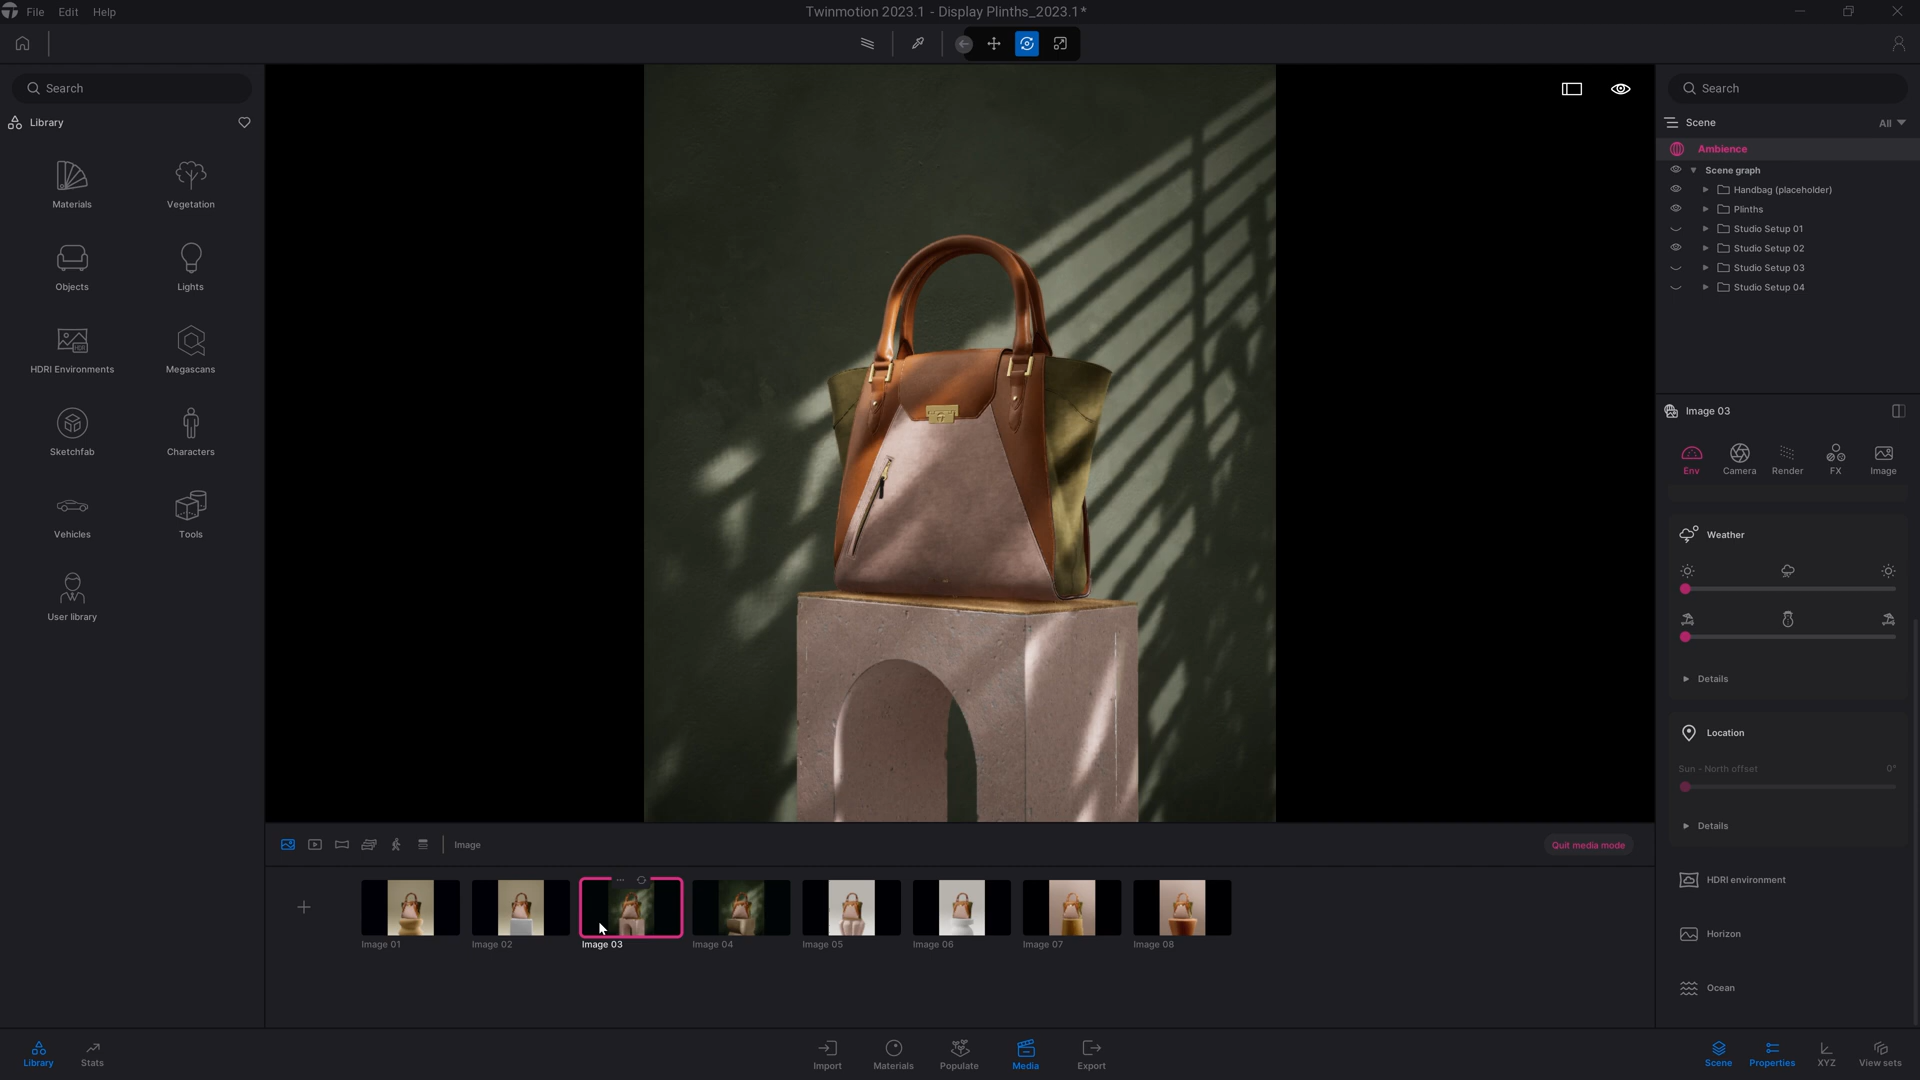 File Edit Help
Twinmotion 2023.1 - Display Plinths_2023.1*
Search
Library
Materials
Vegetation
Objects
Lights
HDRI Environments
Megascans
Sketchfab
Characters
Vehicles
Tools
User library
Search
Scene
All
Ambience
Scene graph
Handbag (placeholder)
Plinths
Studio Setup 01
Studio Setup 02
Studio Setup 03
Studio Setup 04
Image 03
Env
Camera
Render
FX
Image
Weather
Details
Location
Sun - North offset 0°
Details
HDRI environment
Horizon
Ocean
Image
Quit media mode
Image 01
Image 02
Image 03
Image 04
Image 05
Image 06
Image 07
Image 08
Library
Stats
Import
Materials
Populate
Media
Export
Scene
Properties
XYZ
View sets